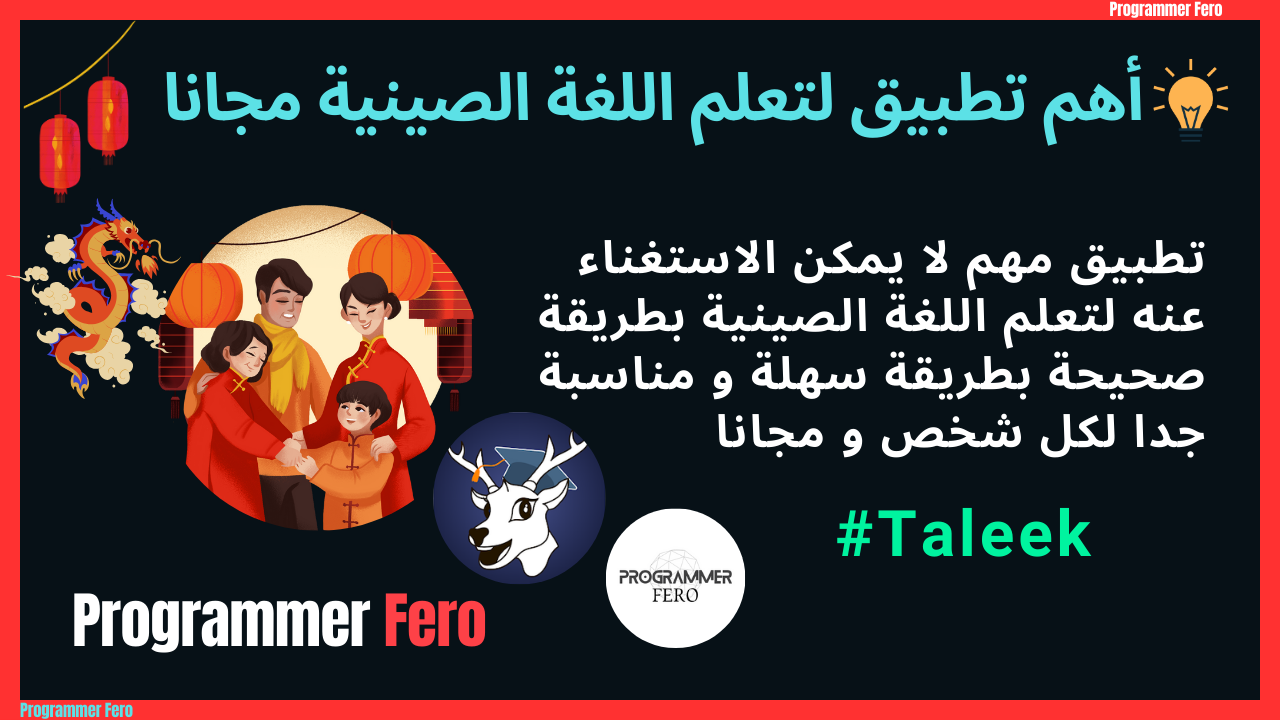 Programmer Fero
أهم تطبيق لتعلم اللغة الصينية مجانا
تطبيق مهم لا يمكن الاستغناء
عنه لتعلم اللغة الصينية بطريقة
صحيحة بطريقة سهلة و مناسبة
جدا لكل شخص و مجانا
#Taleek
PROGRAMMER
FERO
Programmer Fero
Programmer Fero